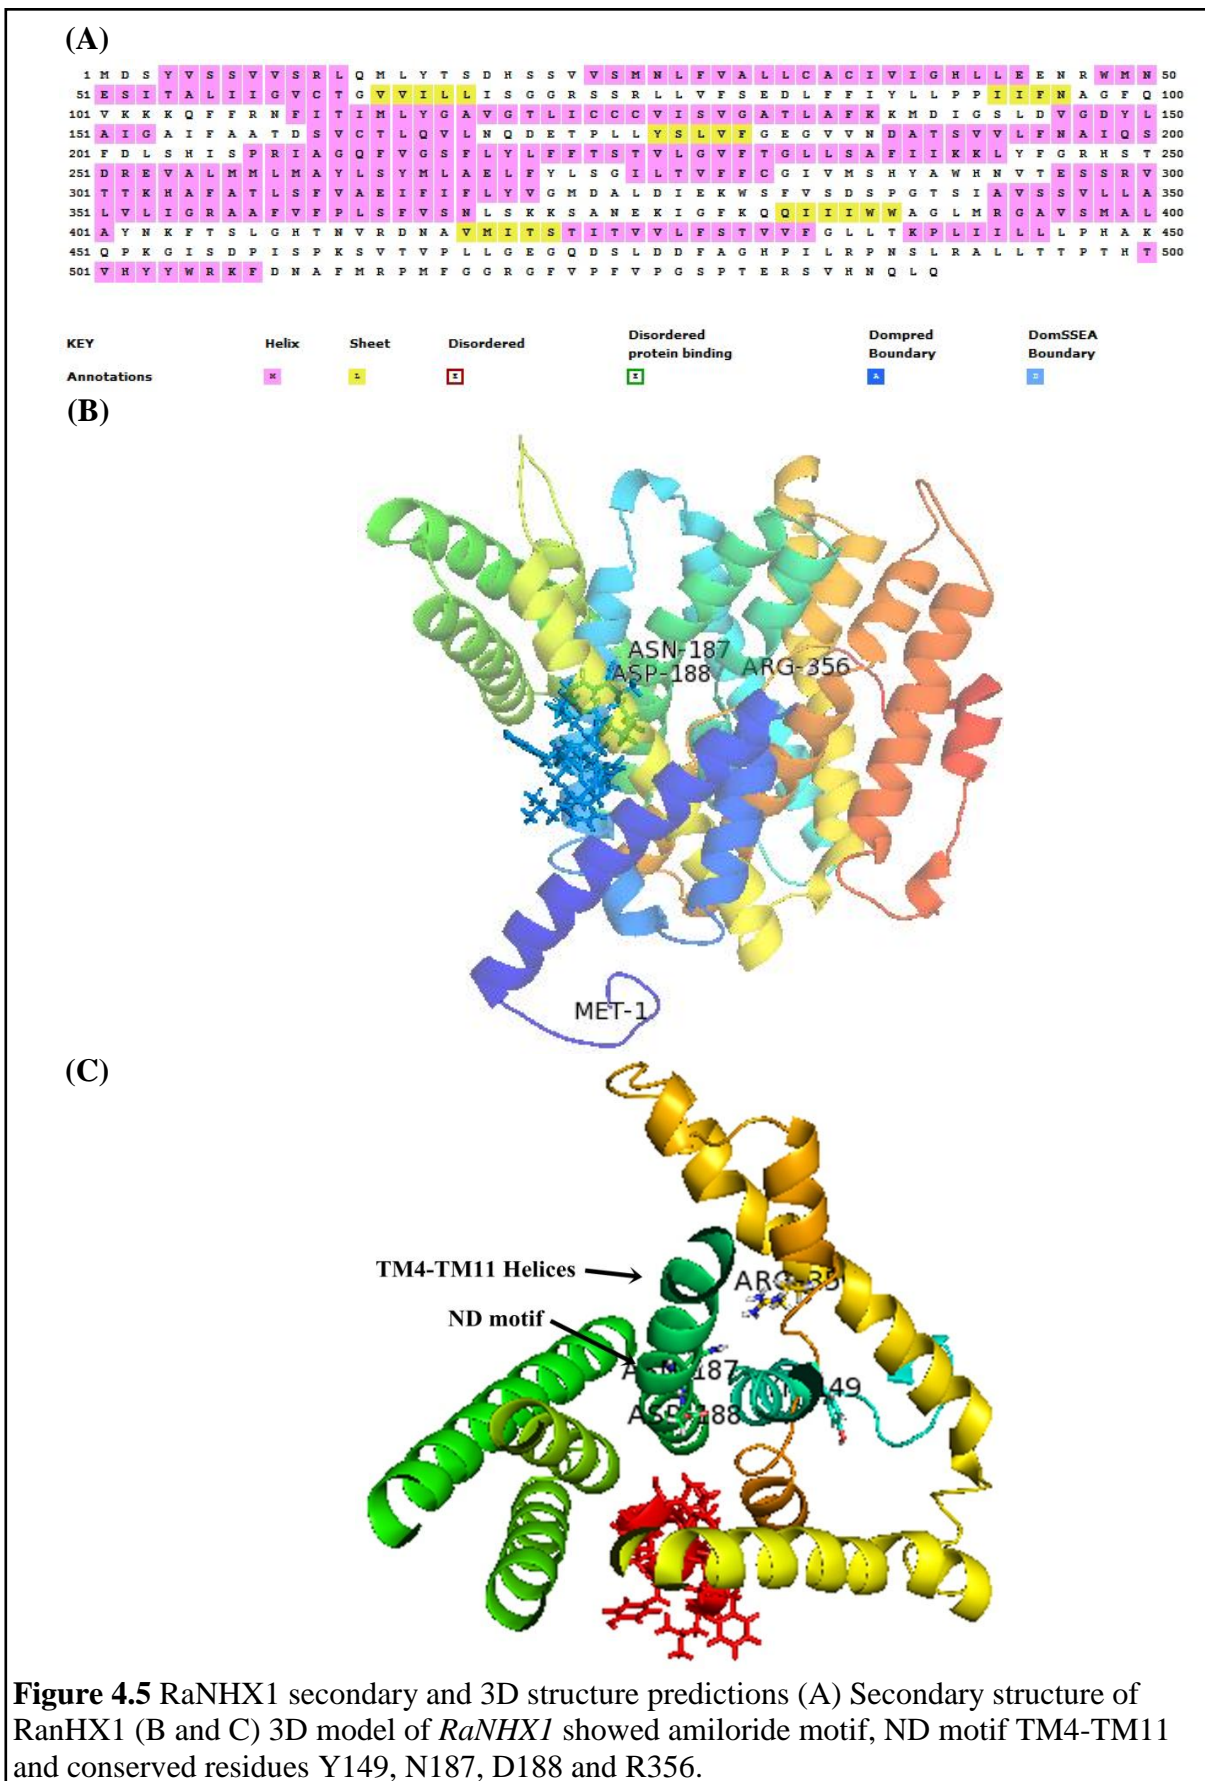 (A)
1 M D S Y V S S V V S R L Q M L Y T S D H S S V V S M N L F V A L L C A C I V I G H L L E E N R W M N 50
51 E S I T A L I I G V C T G V V I L L I S G G R S S R L L V F S E D L F F I Y L L P P I I F N A G F Q 100
101 V K K K Q F F R N F I T I M L Y G A V G T L I C C C V I S V G A T L A F K K M D I G S L D V G D Y L 150
151 A I G A I F A A T D S V C T L Q V L N Q D E T P L L Y S L V F G E G V V N D A T S V V L F N A I Q S 200
201 F D L S H I S P R I A G Q F V G S F L Y L F F T S T V L G V F T G L L S A F I I K K L Y F G R H S T 250
251 D R E V A L M M L M A Y L S Y M L A E L F Y L S G I L T V F F C G I V M S H Y A W H N V T E S S R V 300
301 T T K H A F A T L S F V A E I F I F L Y V G M D A L D I E K W S F V S D S P G T S I A V S S V L L A 350
351 L V L I G R A A F V F P L S F V S N L S K K S A N E K I G F K Q Q I I I W W A G L M R G A V S M A L 400
401 A Y N K F T S L G H T N V R D N A V M I T S T I T V V L F S T V V F G L L T K P L I I L L L P H A K 450
451 Q P K G I S D P I S P K S V T V P L L G E G Q D S L D D F A G H P I L R P N S L R A L L T T P T H T 500
501 V H Y Y W R K F D N A F M R P M F G G R G F V P F V P G S P T E R S V H N Q L Q
KEY Helix Sheet Disordered Disordered protein binding Dompred Boundary DomSSEA Boundary
Annotations
(B)
ASN-187
ASP-188 ARG-356
MET-1
(C)
TM4-TM11 Helices
ND motif
ASP-188
Figure 4.5 RaNHX1 secondary and 3D structure predictions (A) Secondary structure of
RanHX1 (B and C) 3D model of RaNHX1 showed amiloride motif, ND motif TM4-TM11
and conserved residues Y149, N187, D188 and R356.